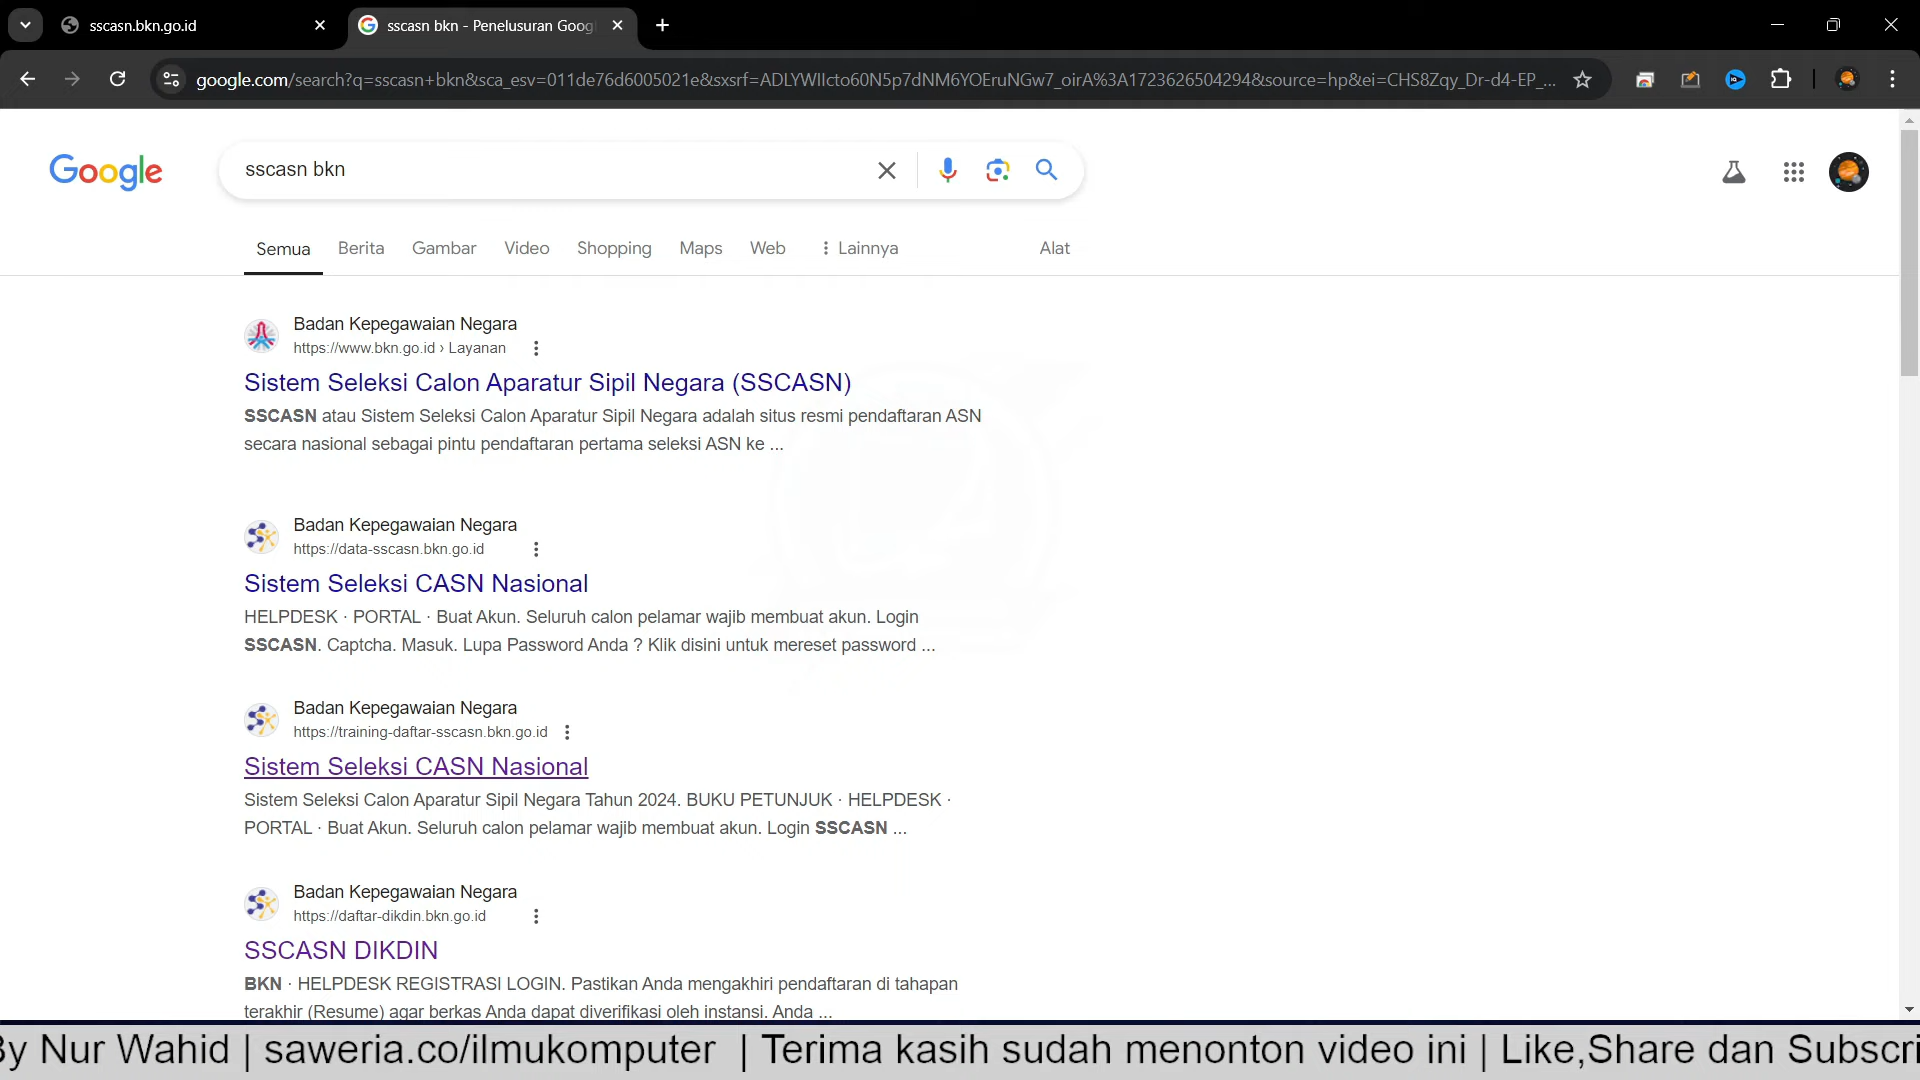 sscasn.bkn.go.id
sscasn bkn - Penelusuran Goog
google.com/search?q=sscasn+bkn&sca_esv=011de76d6005021e&sxsrf=ADLYWIIcto60N5p7dNM6YOEruNGw7_oirA%3A1723626504294&source=hp&ei=CHS8Zqy_Dr-d4-EP_...
Google
sscasn bkn
Semua Berita Gambar Video Shopping Maps Web Lainnya Alat
Badan Kepegawaian Negara
https://www.bkn.go.id › Layanan
Sistem Seleksi Calon Aparatur Sipil Negara (SSCASN)
SSCASN atau Sistem Seleksi Calon Aparatur Sipil Negara adalah situs resmi pendaftaran ASN
secara nasional sebagai pintu pendaftaran pertama seleksi ASN ke ...
Badan Kepegawaian Negara
https://data-sscasn.bkn.go.id
Sistem Seleksi CASN Nasional
HELPDESK · PORTAL · Buat Akun. Seluruh calon pelamar wajib membuat akun. Login
SSCASN. Captcha. Masuk. Lupa Password Anda ? Klik disini untuk mereset password ...
Badan Kepegawaian Negara
https://training-daftar-sscasn.bkn.go.id
Sistem Seleksi CASN Nasional
Sistem Seleksi Calon Aparatur Sipil Negara Tahun 2024. BUKU PETUNJUK · HELPDESK ·
PORTAL · Buat Akun. Seluruh calon pelamar wajib membuat akun. Login SSCASN ...
Badan Kepegawaian Negara
https://daftar-dikdin.bkn.go.id
SSCASN DIKDIN
BKN · HELPDESK REGISTRASI LOGIN. Pastikan Anda mengakhiri pendaftaran di tahapan
terakhir (Resume) agar berkas Anda dapat diverifikasi oleh instansi. Anda ...
By Nur Wahid | saweria.co/ilmukomputer | Terima kasih sudah menonton video ini | Like,Share dan Subscri